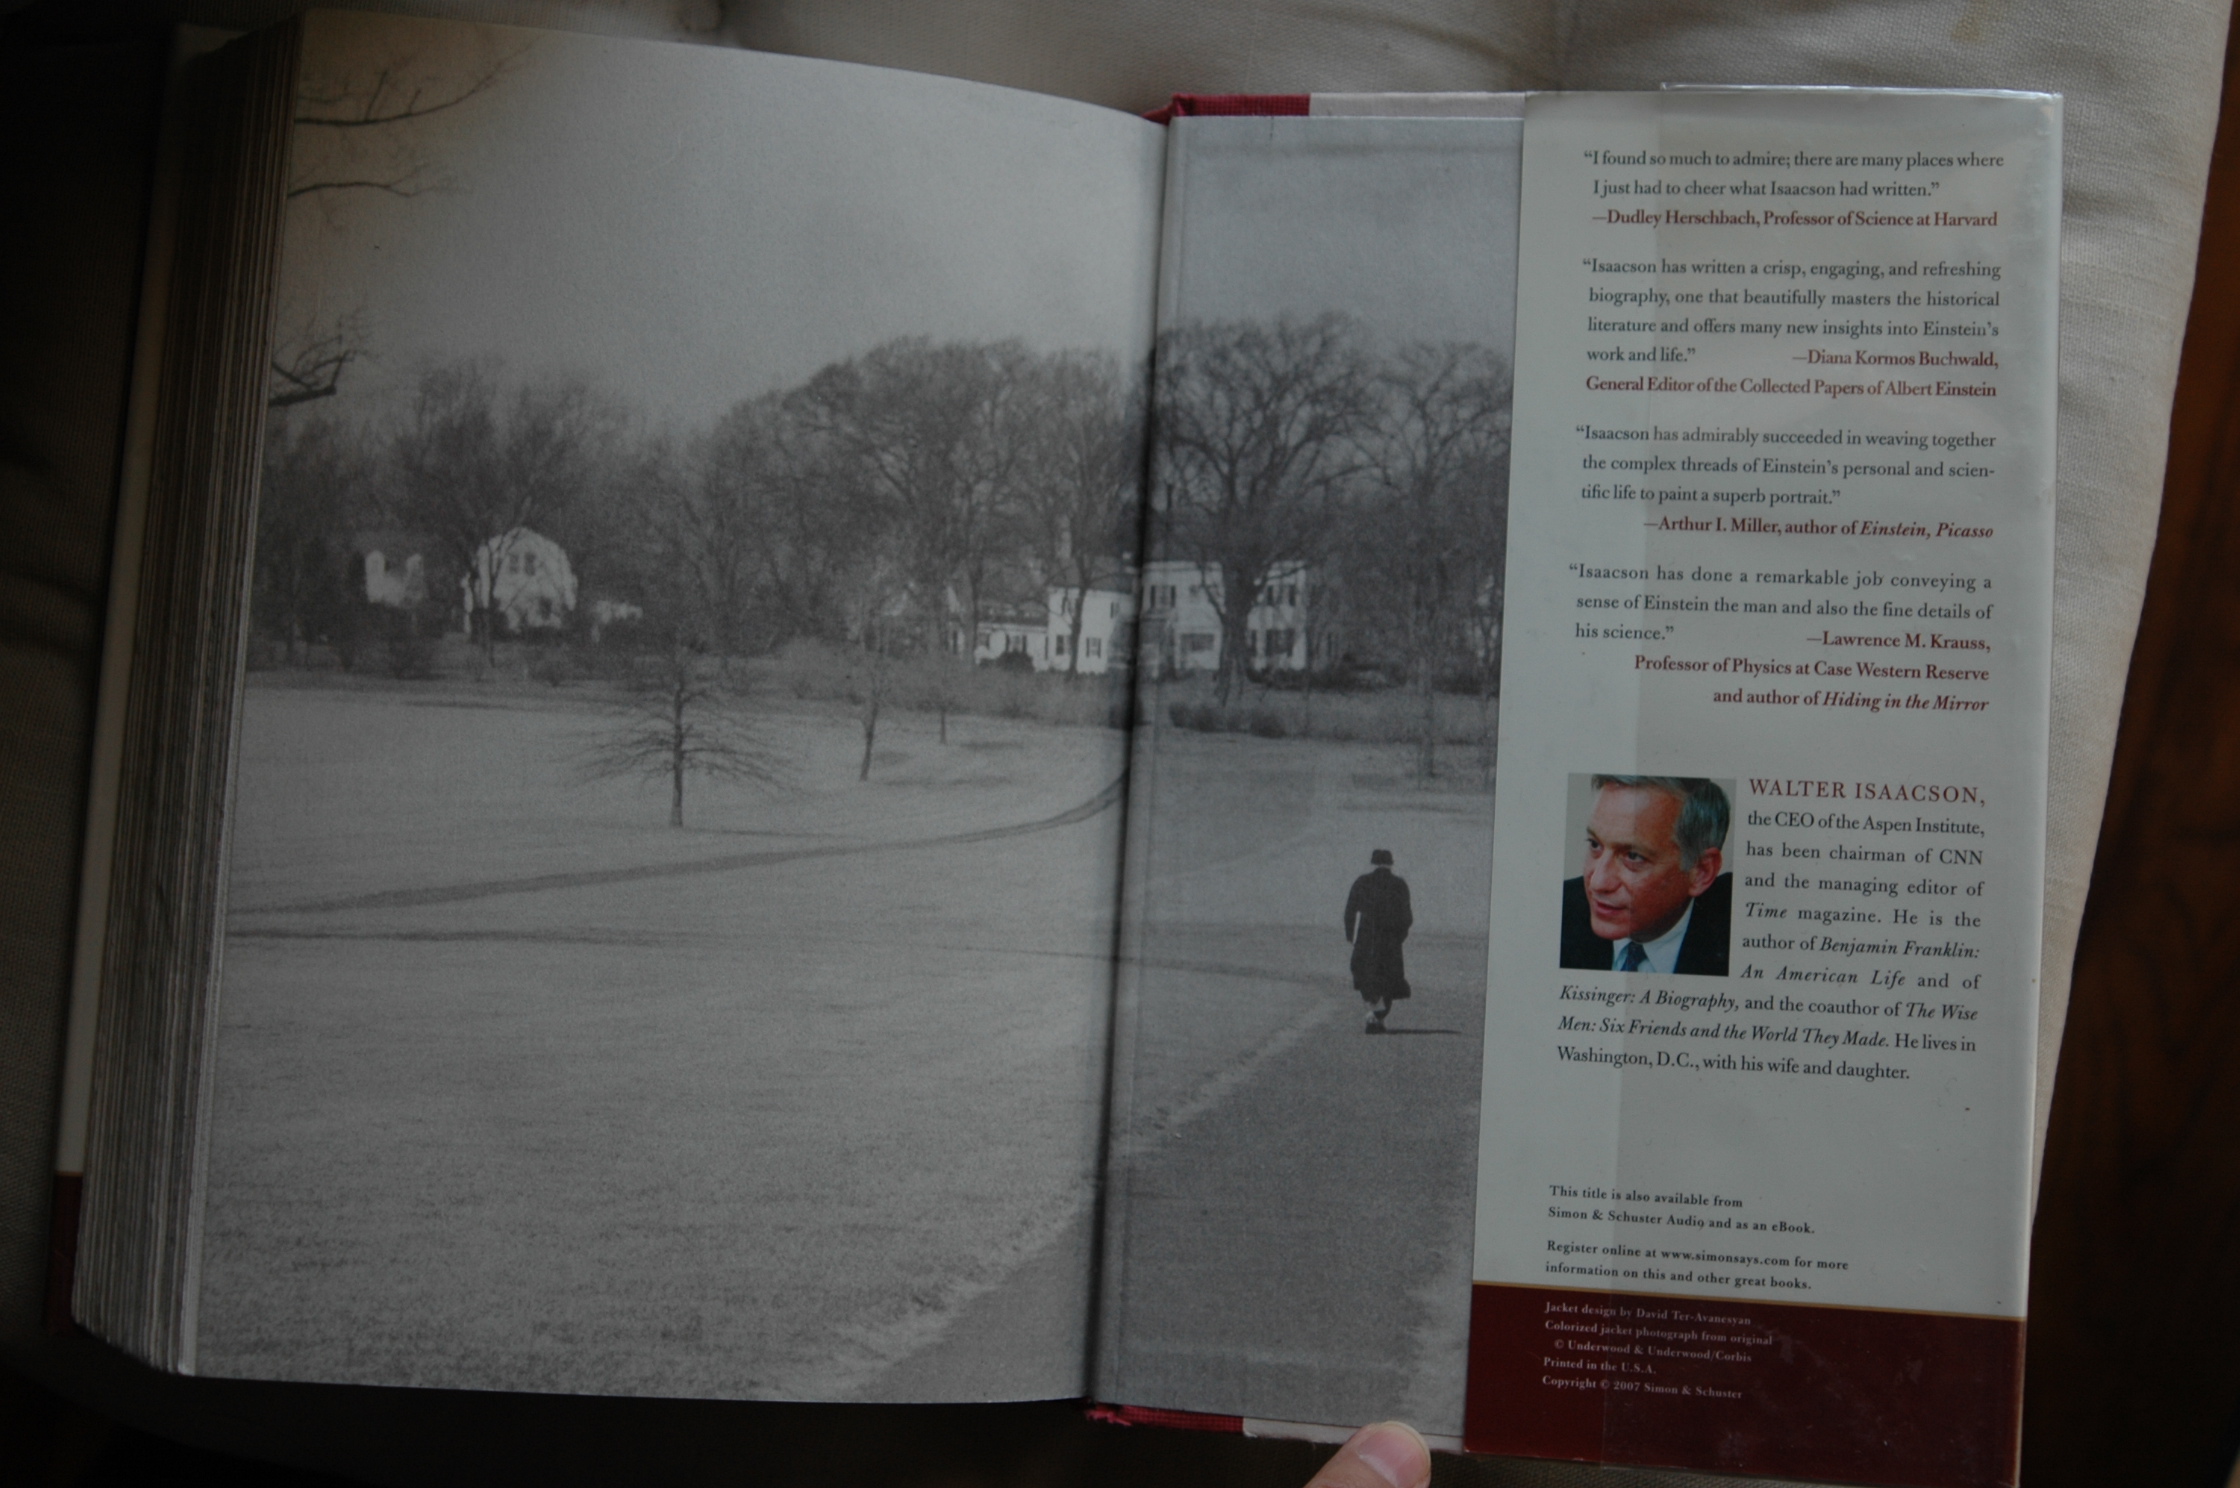 “I found so much to admire; there are many places where
I just had to cheer what Isaacson had written.”
—Dudley Herschbach, Professor of Science at Harvard
“Isaacson has written a crisp, engaging, and refreshing
biography, one that beautifully masters the historical
literature and offers many new insights into Einstein’s
work and life.” —Diana Kormos Buchwald,
General Editor of the Collected Papers of Albert Einstein
“Isaacson has admirably succeeded in weaving together
the complex threads of Einstein’s personal and scien-
tific life to paint a superb portrait.”
—Arthur I. Miller, author of Einstein, Picasso
“Isaacson has done a remarkable job conveying a
sense of Einstein the man and also the fine details of
his science.” —Lawrence M. Krauss,
Professor of Physics at Case Western Reserve
and author of Hiding in the Mirror
WALTER ISAACSON,
the CEO of the Aspen Institute,
has been chairman of CNN
and the managing editor of
Time magazine. He is the
author of Benjamin Franklin:
An American Life and of
Kissinger: A Biography, and the coauthor of The Wise
Men: Six Friends and the World They Made. He lives in
Washington, D.C., with his wife and daughter.
This title is also available from
Simon & Schuster Audio and as an eBook.
Register online at www.simonsays.com for more
information on this and other great books.
Jacket design by David Ter-Avanesyan
Colorized jacket photograph from original
© Underwood & Underwood/Corbis
Printed in the U.S.A.
Copyright © 2007 Simon & Schuster